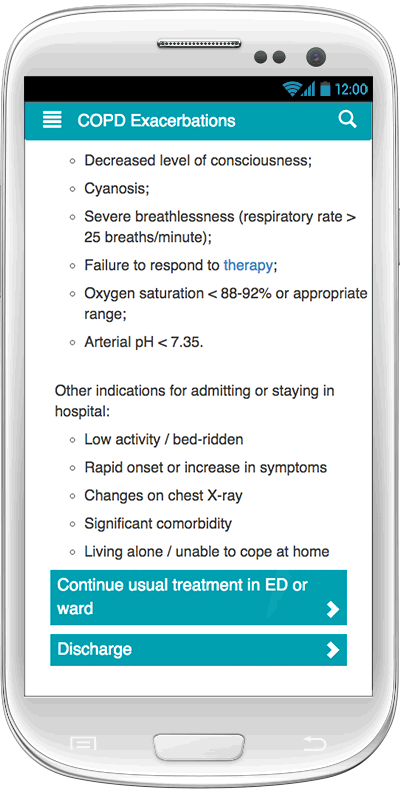 12:00
COPD Exacerbations
Decreased level of consciousness;
Cyanosis;
Severe breathlessness (respiratory rate >
25 breaths/minute);
Failure to respond to therapy;
Oxygen saturation < 88-92% or appropriate
range;
Arterial pH < 7.35.
Other indications for admitting or staying in
hospital:
Low activity / bed-ridden
Rapid onset or increase in symptoms
Changes on chest X-ray
Significant comorbidity
Living alone / unable to cope at home
Continue usual treatment in ED or
ward
Discharge